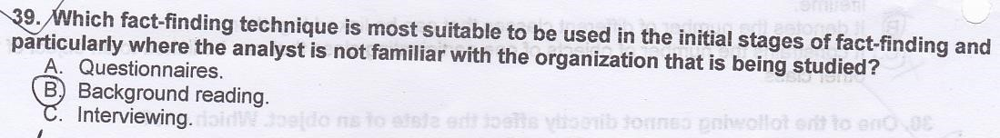 39. Which fact-finding technique is most suitable to be used in the initial stages of fact-finding and
particularly where the analyst is not familiar with the organization that is being studied?
A. Questionnaires.
B. Background reading.
C. Interviewing.